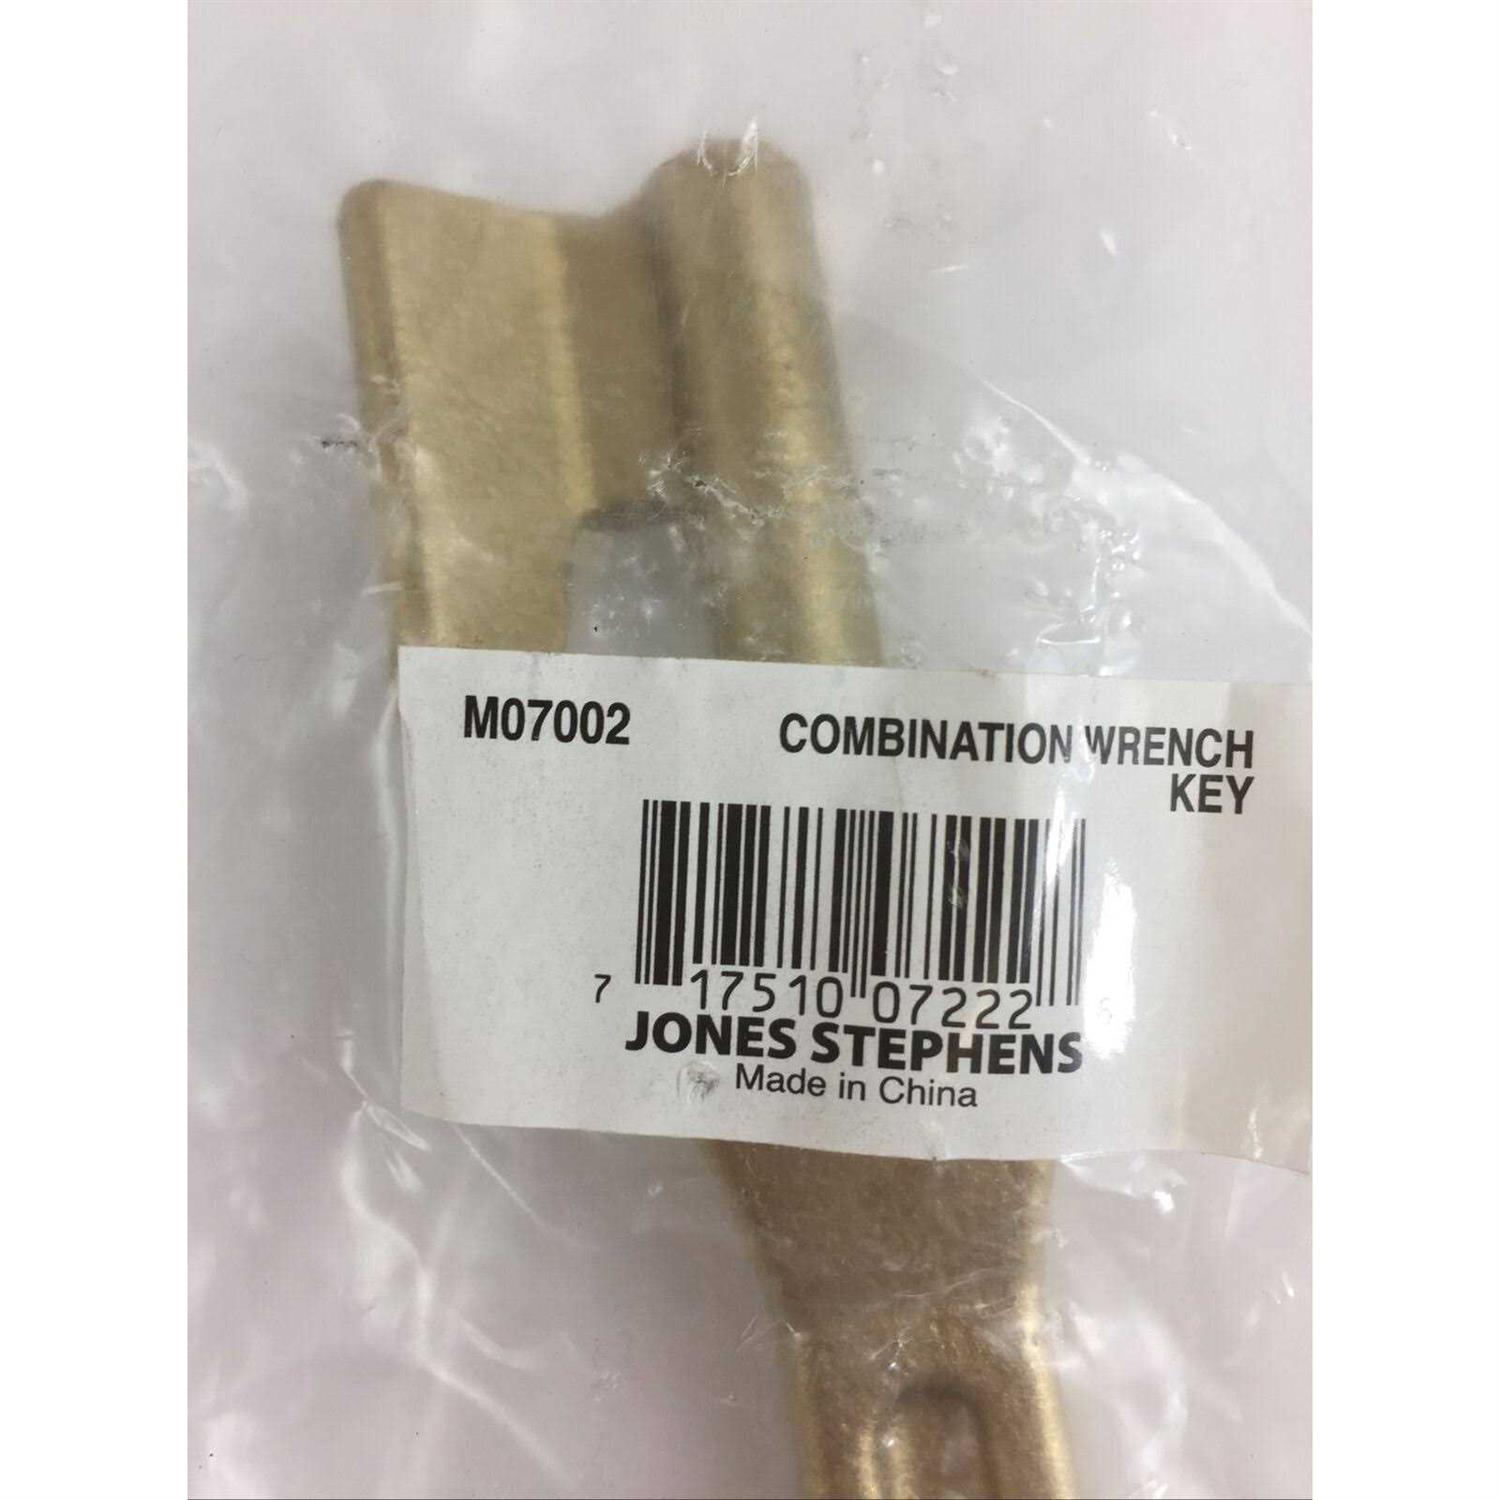 M07002 COMBINATION WRENCH
KEY
7 17510 07222
JONES STEPHENS
Made in China